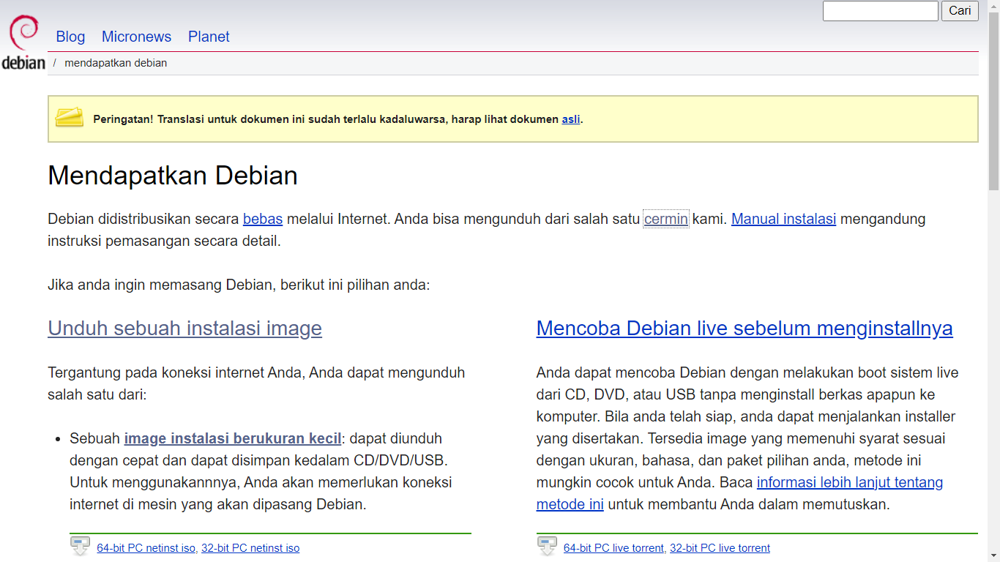 Cari
Blog Micronews Planet
debian / mendapatkan debian
Peringatan! Translasi untuk dokumen ini sudah terlalu kadaluwarsa, harap lihat dokumen asli.
Mendapatkan Debian
Debian didistribusikan secara bebas melalui Internet. Anda bisa mengunduh dari salah satu cermin kami. Manual instalasi mengandung
instruksi pemasangan secara detail.
Jika anda ingin memasang Debian, berikut ini pilihan anda:
Unduh sebuah instalasi image
Tergantung pada koneksi internet Anda, Anda dapat mengunduh
salah satu dari:
• Sebuah image instalasi berukuran kecil: dapat diunduh
dengan cepat dan dapat disimpan kedalam CD/DVD/USB.
Untuk menggunakannnya, Anda akan memerlukan koneksi
internet di mesin yang akan dipasang Debian.
64-bit PC netinst iso, 32-bit PC netinst iso
Mencoba Debian live sebelum menginstallnya
Anda dapat mencoba Debian dengan melakukan boot sistem live
dari CD, DVD, atau USB tanpa menginstall berkas apapun ke
komputer. Bila anda telah siap, anda dapat menjalankan installer
yang disertakan. Tersedia image yang memenuhi syarat sesuai
dengan ukuran, bahasa, dan paket pilihan anda, metode ini
mungkin cocok untuk Anda. Baca informasi lebih lanjut tentang
metode ini untuk membantu Anda dalam memutuskan.
64-bit PC live torrent, 32-bit PC live torrent